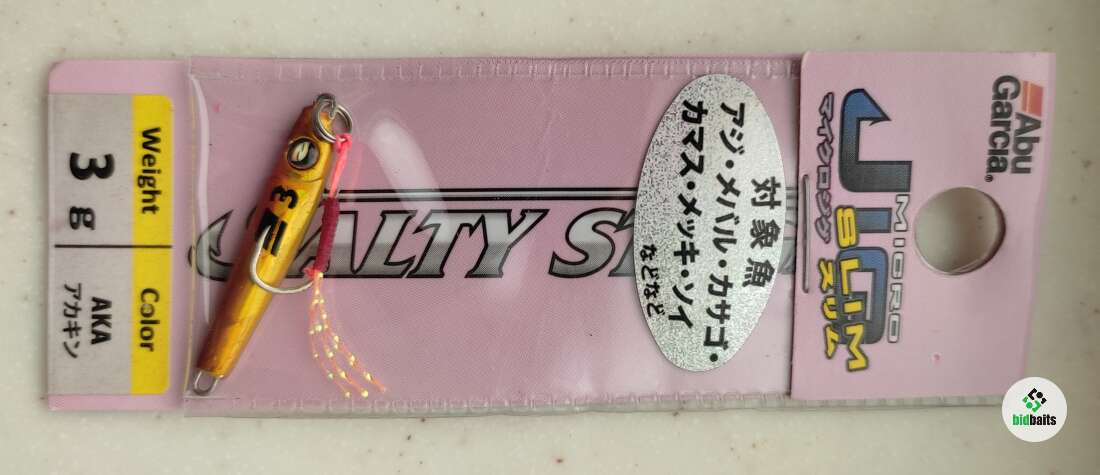 Abu
Garcia®
MICRO
JIG
SLIM
マイクロジグ
スリム
対象魚
アジ・メバル・カサゴ・
カマス・メッキ・ソイ
などなど
SALTY ST
3
Weight
3g
Color
AKA
アカキン
bidbaits